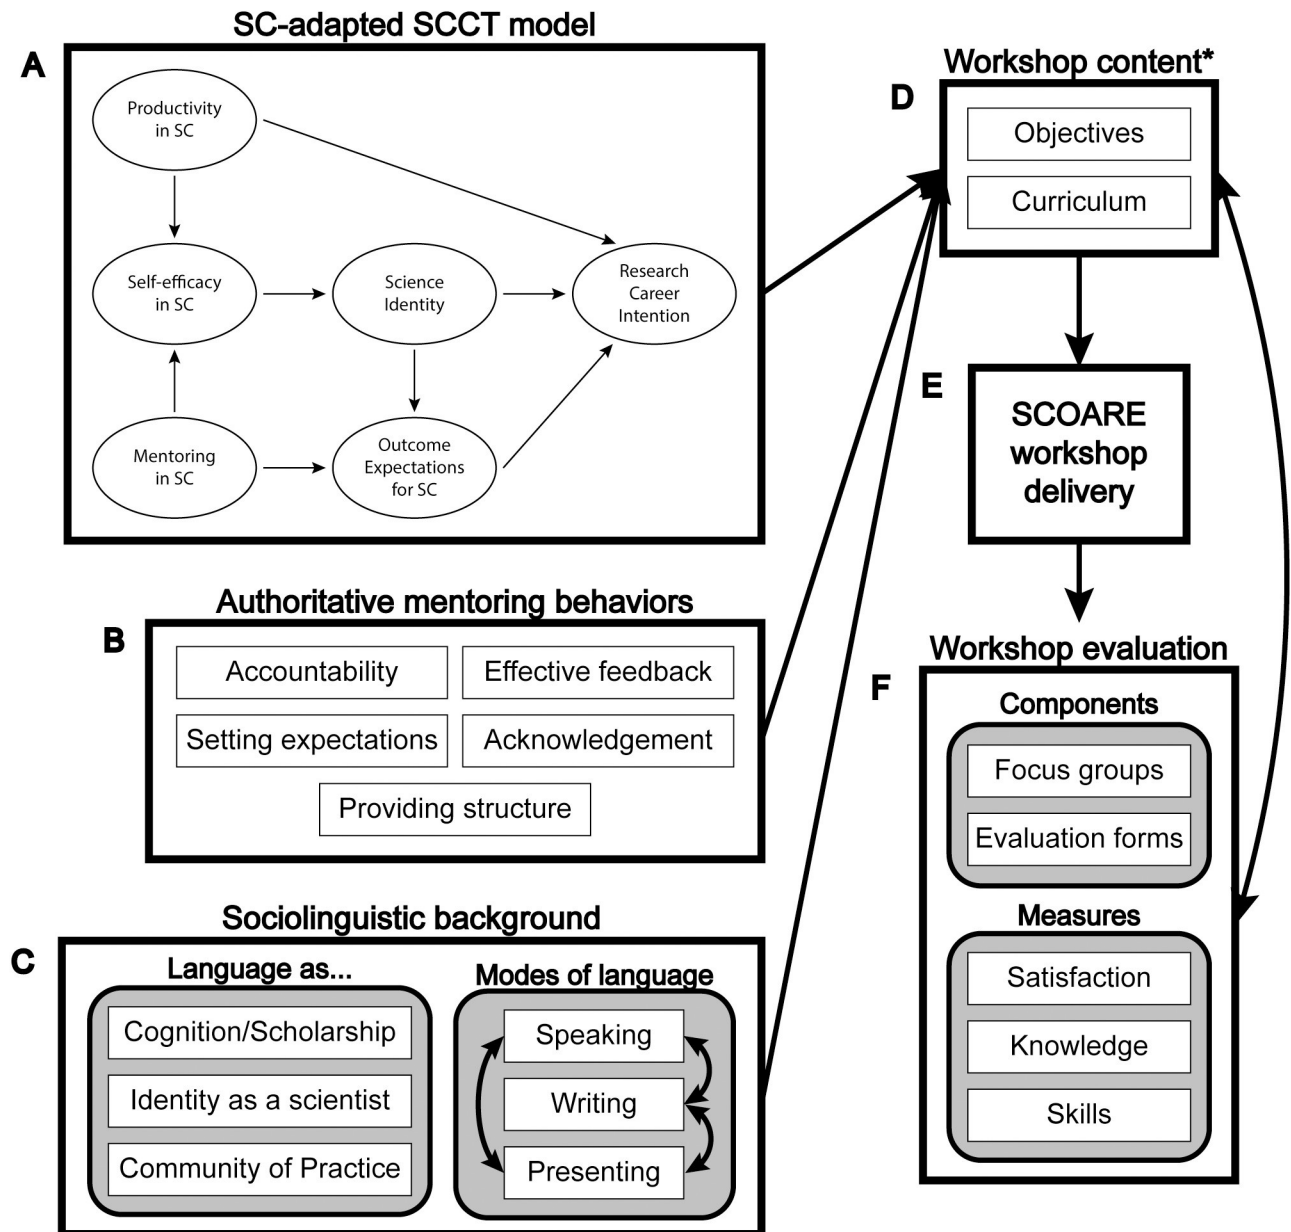 SC-adapted SCCT model
A
Productivity
in SC
Self-efficacy
in SC
Science
Identity
Research
Career
Intention
Mentoring
in SC
Outcome
Expectations
for SC
Authoritative mentoring behaviors
B
Accountability
Effective feedback
Setting expectations
Acknowledgement
Providing structure
Sociolinguistic background
C
Language as...
Cognition/Scholarship
Identity as a scientist
Community of Practice
Modes of language
Speaking
Writing
Presenting
Workshop content*
D
Objectives
Curriculum
E
SCOARE
workshop
delivery
Workshop evaluation
F
Components
Focus groups
Evaluation forms
Measures
Satisfaction
Knowledge
Skills